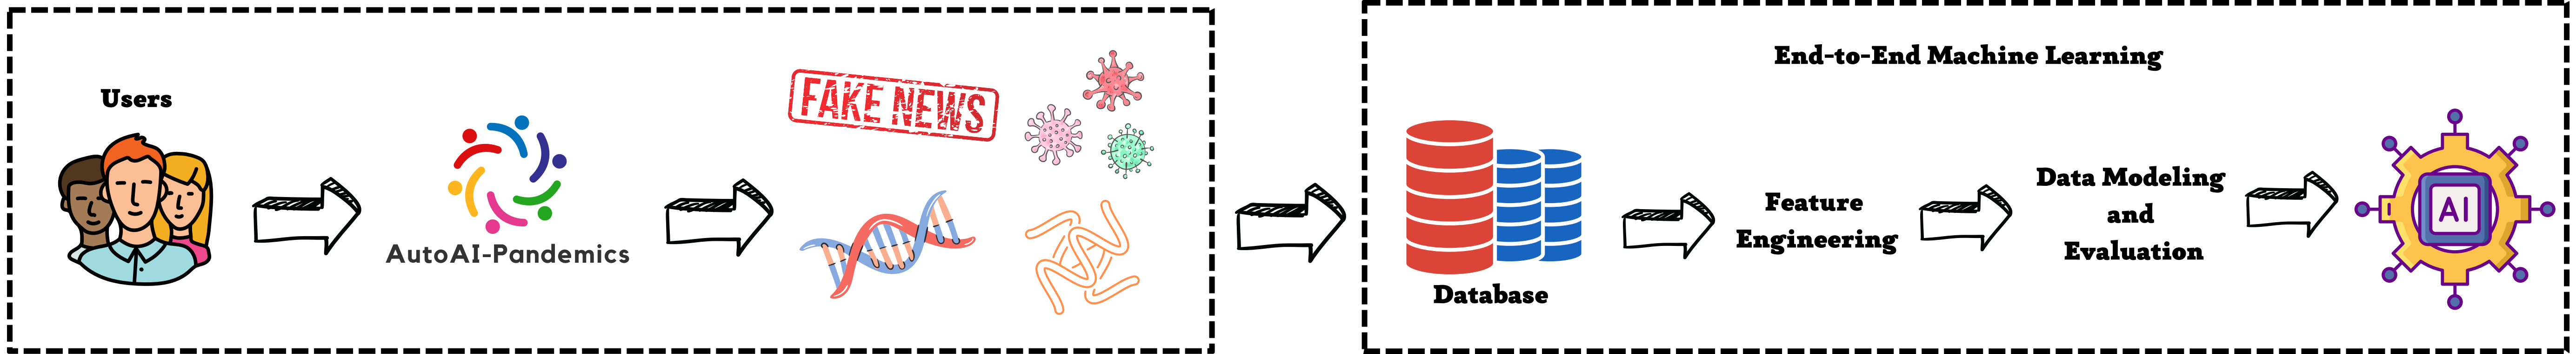 Users
AutoAI-Pandemics
FAKE NEWS
End-to-End Machine Learning
Database
Feature
Engineering
Data Modeling
and
Evaluation
AI